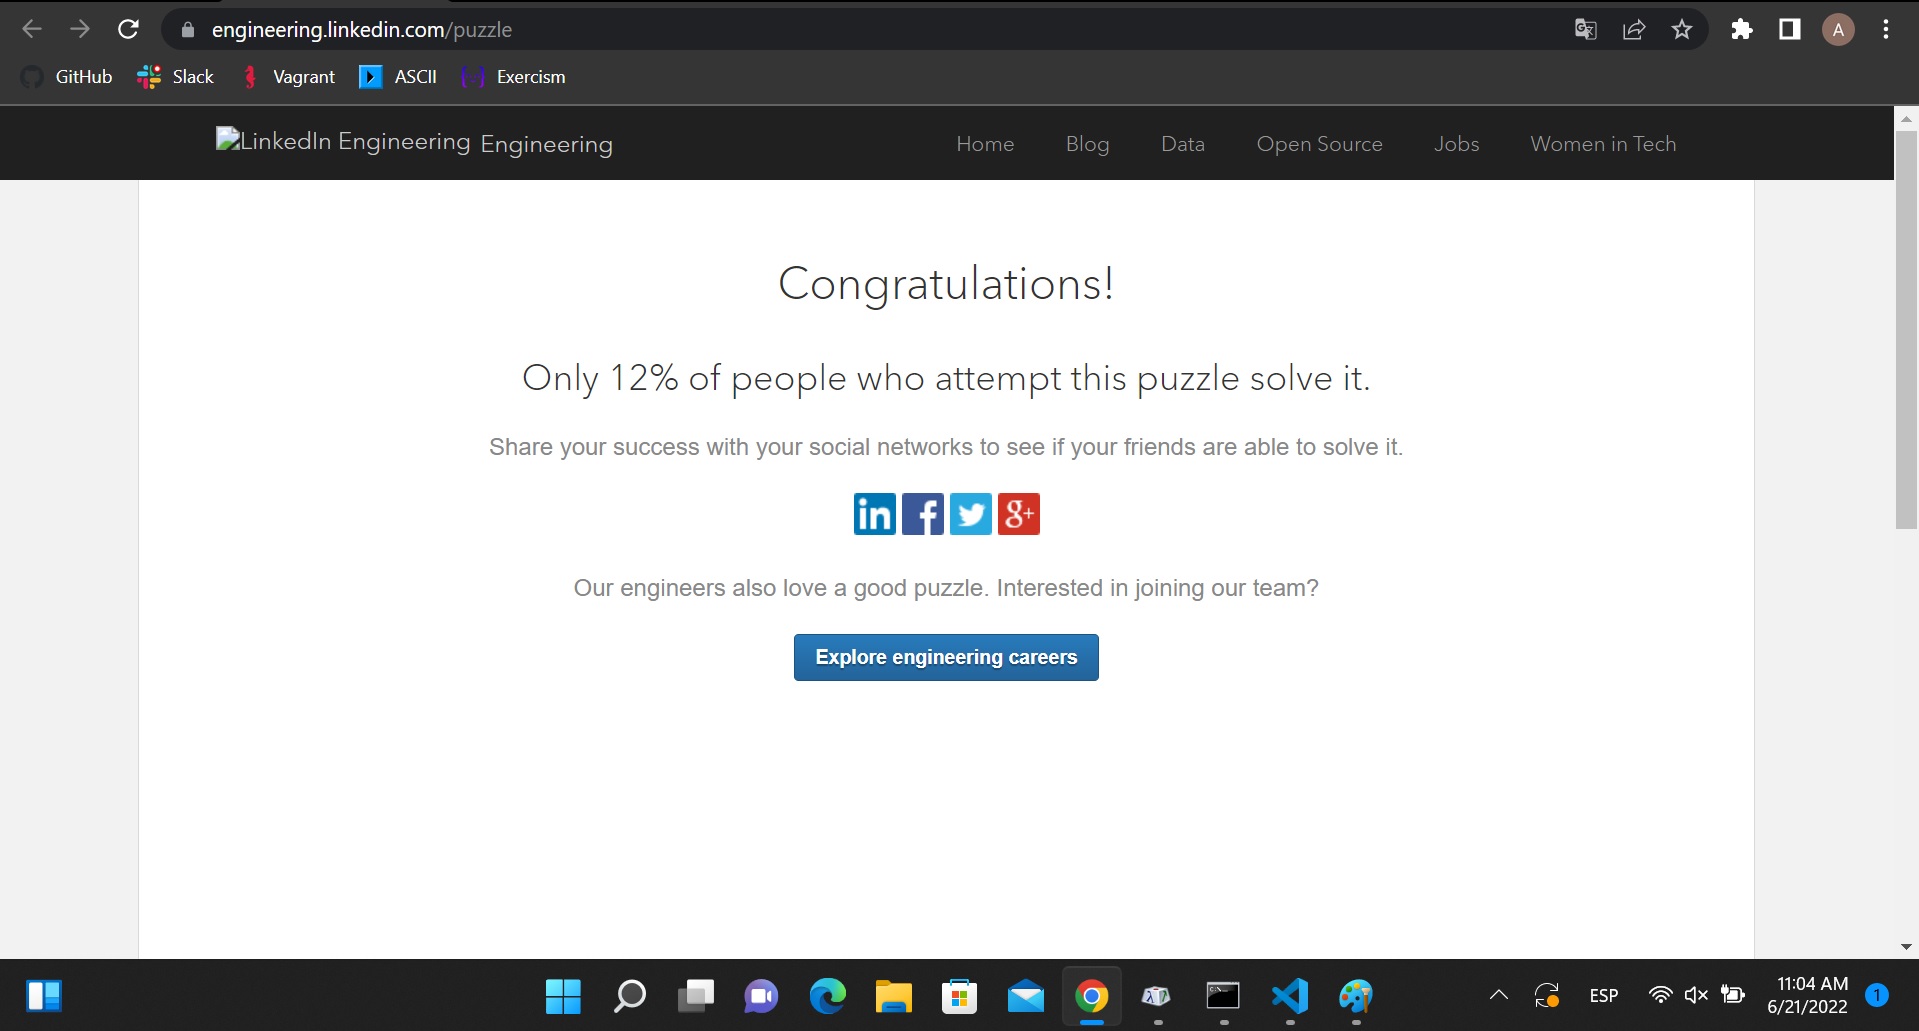 engineering.linkedin.com/puzzle
A
GitHub Slack Vagrant ASCII Exercism
LinkedIn Engineering Engineering Home Blog Data Open Source Jobs Women in Tech
Congratulations!
Only 12% of people who attempt this puzzle solve it.
Share your success with your social networks to see if your friends are able to solve it.
in f g+
Our engineers also love a good puzzle. Interested in joining our team?
Explore engineering careers
ESP
11:04 AM
6/21/2022
1